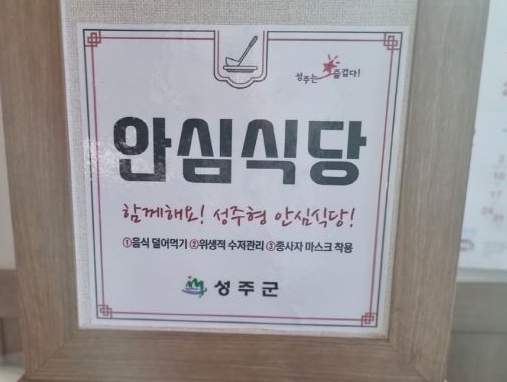 성주는 즐겁다!
안심식당
함께해요! 성주형 안심식당!
①음식 덜어먹기 ②위생적 수저관리 ③종사자 마스크 착용
성주군